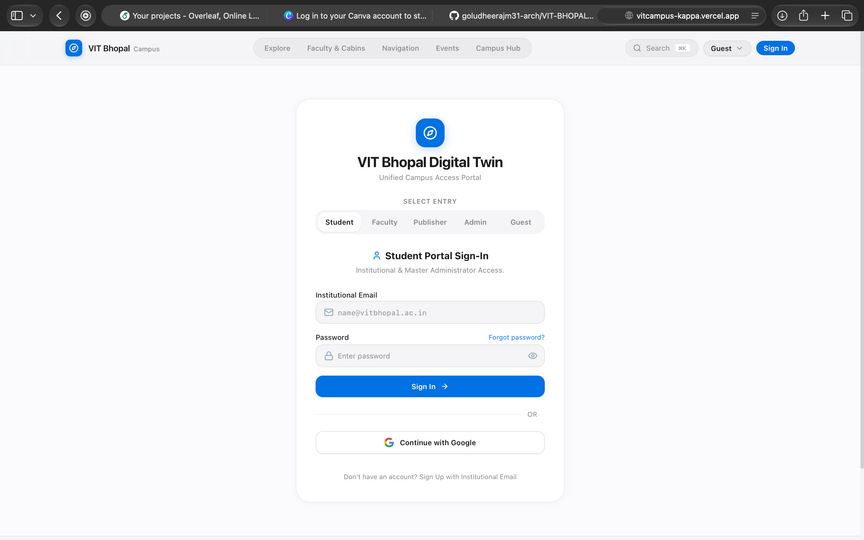 Your projects - Overleaf, Online L...
Log in to your Canva account to st...
goludheerajm31-arch/VIT-BHOPAL...
vitcampus-kappa.vercel.app
VIT Bhopal Campus
Explore
Faculty & Cabins
Navigation
Events
Campus Hub
Search ⌘K
Guest
Sign In
VIT Bhopal Digital Twin
Unified Campus Access Portal
SELECT ENTRY
Student
Faculty
Publisher
Admin
Guest
Student Portal Sign-In
Institutional & Master Administrator Access.
Institutional Email
name@vitbhopal.ac.in
Password
Forgot password?
Enter password
Sign In →
OR
Continue with Google
Don't have an account? Sign Up with Institutional Email